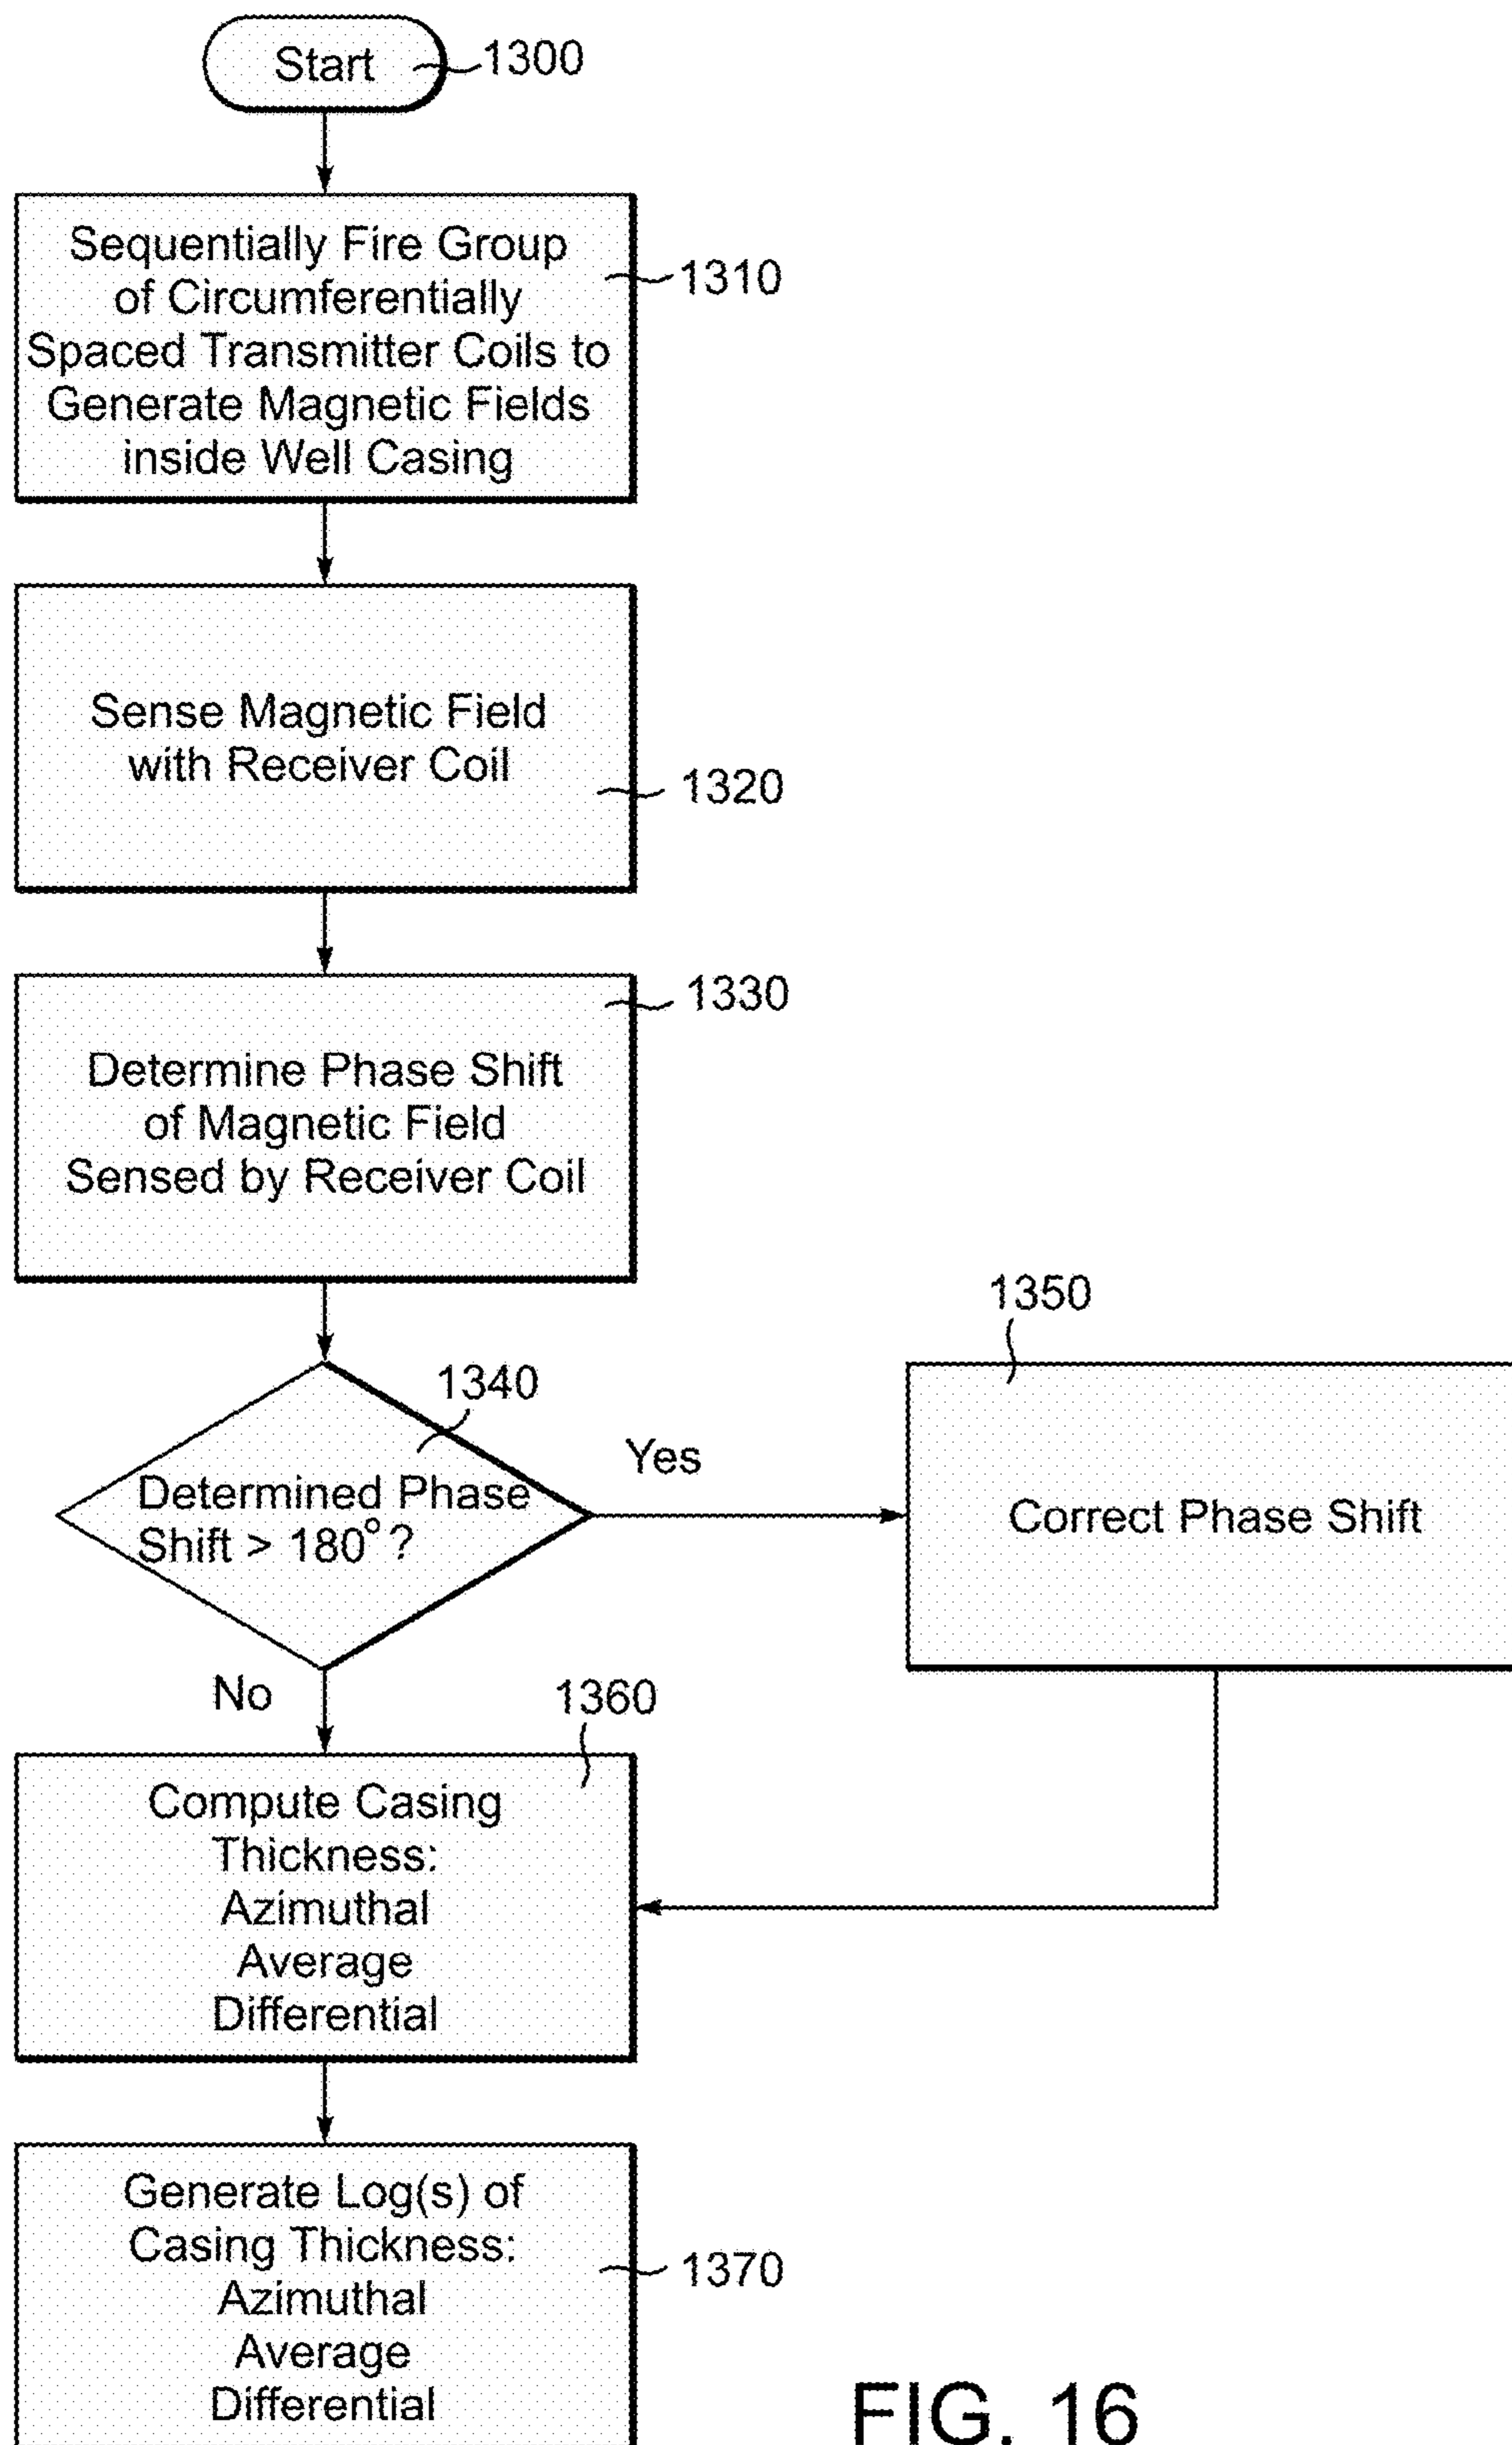 Start
1300
Sequentially Fire Group
of Circumferentially
Spaced Transmitter Coils to
Generate Magnetic Fields
inside Well Casing
1310
Sense Magnetic Field
with Receiver Coil
1320
1330
Determine Phase Shift
of Magnetic Field
Sensed by Receiver Coil
1340
Determined Phase
Shift > 180°?
Yes
1350
Correct Phase Shift
No
1360
Compute Casing
Thickness:
Azimuthal
Average
Differential
Generate Log(s) of
Casing Thickness:
Azimuthal
Average
Differential
1370
FIG. 16